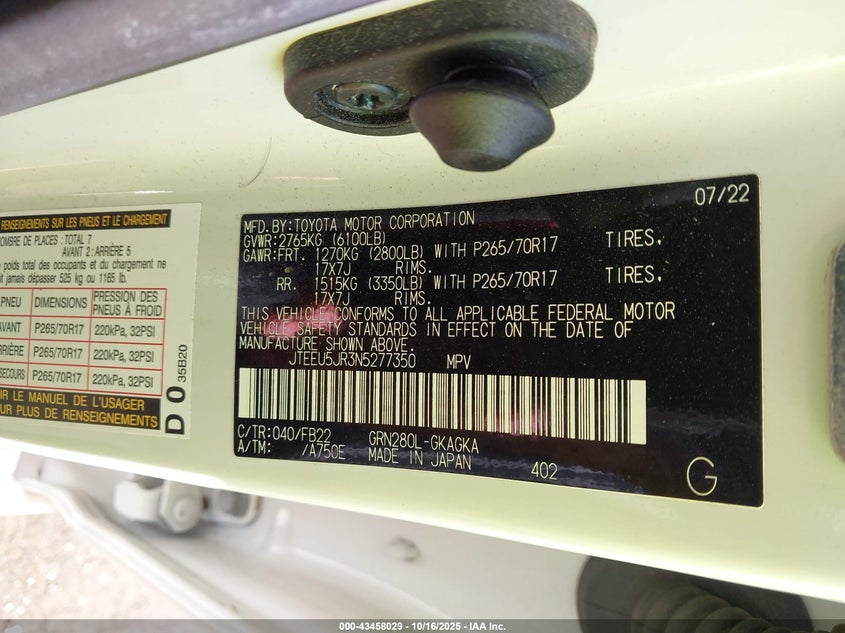 RENSEIGNEMENTS SUR LES PNEUS ET LE CHARGEMENT
NOMBRE DE PLACES: TOTAL 7
AVANT 2: ARRIÈRE 5
poids total des occupants et du chargement ne
jamais dépasser 525 kg ou 1165 lb.
PNEU DIMENSIONS PRESSION DES PNEUS À FROID
AVANT P265/70R17 220kPa, 32PSI
P265/70R17 220kPa, 32PSI
SECOURS P265/70R17 220kPa, 32PSI
LE MANUEL DE L'USAGER
PLUS DE RENSEIGNEMENTS
D 0 35B20
07/22
MFD.BY:TOYOTA MOTOR CORPORATION
GVWR:2765KG (6100LB)
GAWR:FRT. 1270KG (2800LB) WITH P265/70R17 TIRES,
17X7J RIMS.
RR. 1515KG (3350LB) WITH P265/70R17 TIRES,
17X7J RIMS.
THIS VEHICLE CONFORMS TO ALL APPLICABLE FEDERAL MOTOR
VEHICLE SAFETY STANDARDS IN EFFECT ON THE DATE OF
MANUFACTURE SHOWN ABOVE.
JTEEU5JR3N5277350 MPV
C/TR:040/FB22 GRN280L-GKAGKA
A/TM: /A750E MADE IN JAPAN 402
G
000-43458029 - 10/16/2025 - IAA Inc.